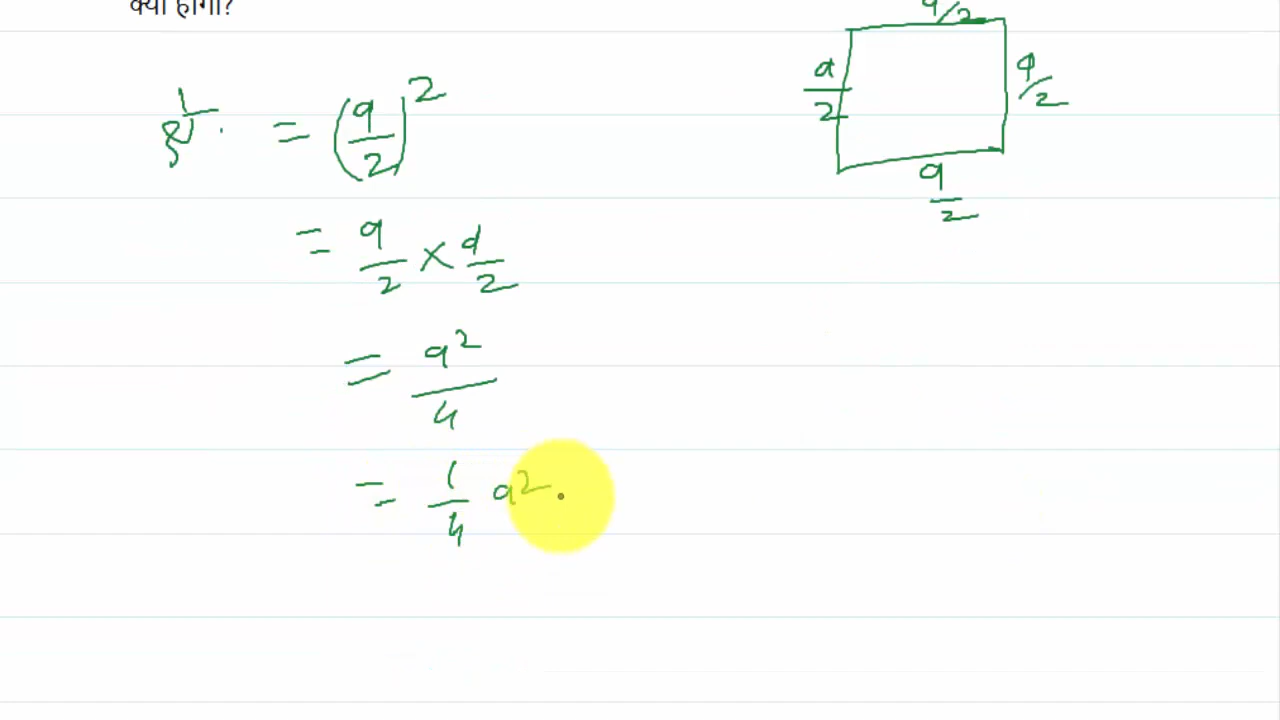 क्या होगा?
a/2
a/2
a/2
a/2
क्षे. = (a/2)²
= a/2 × a/2
= a²/4
= 1/4 a²